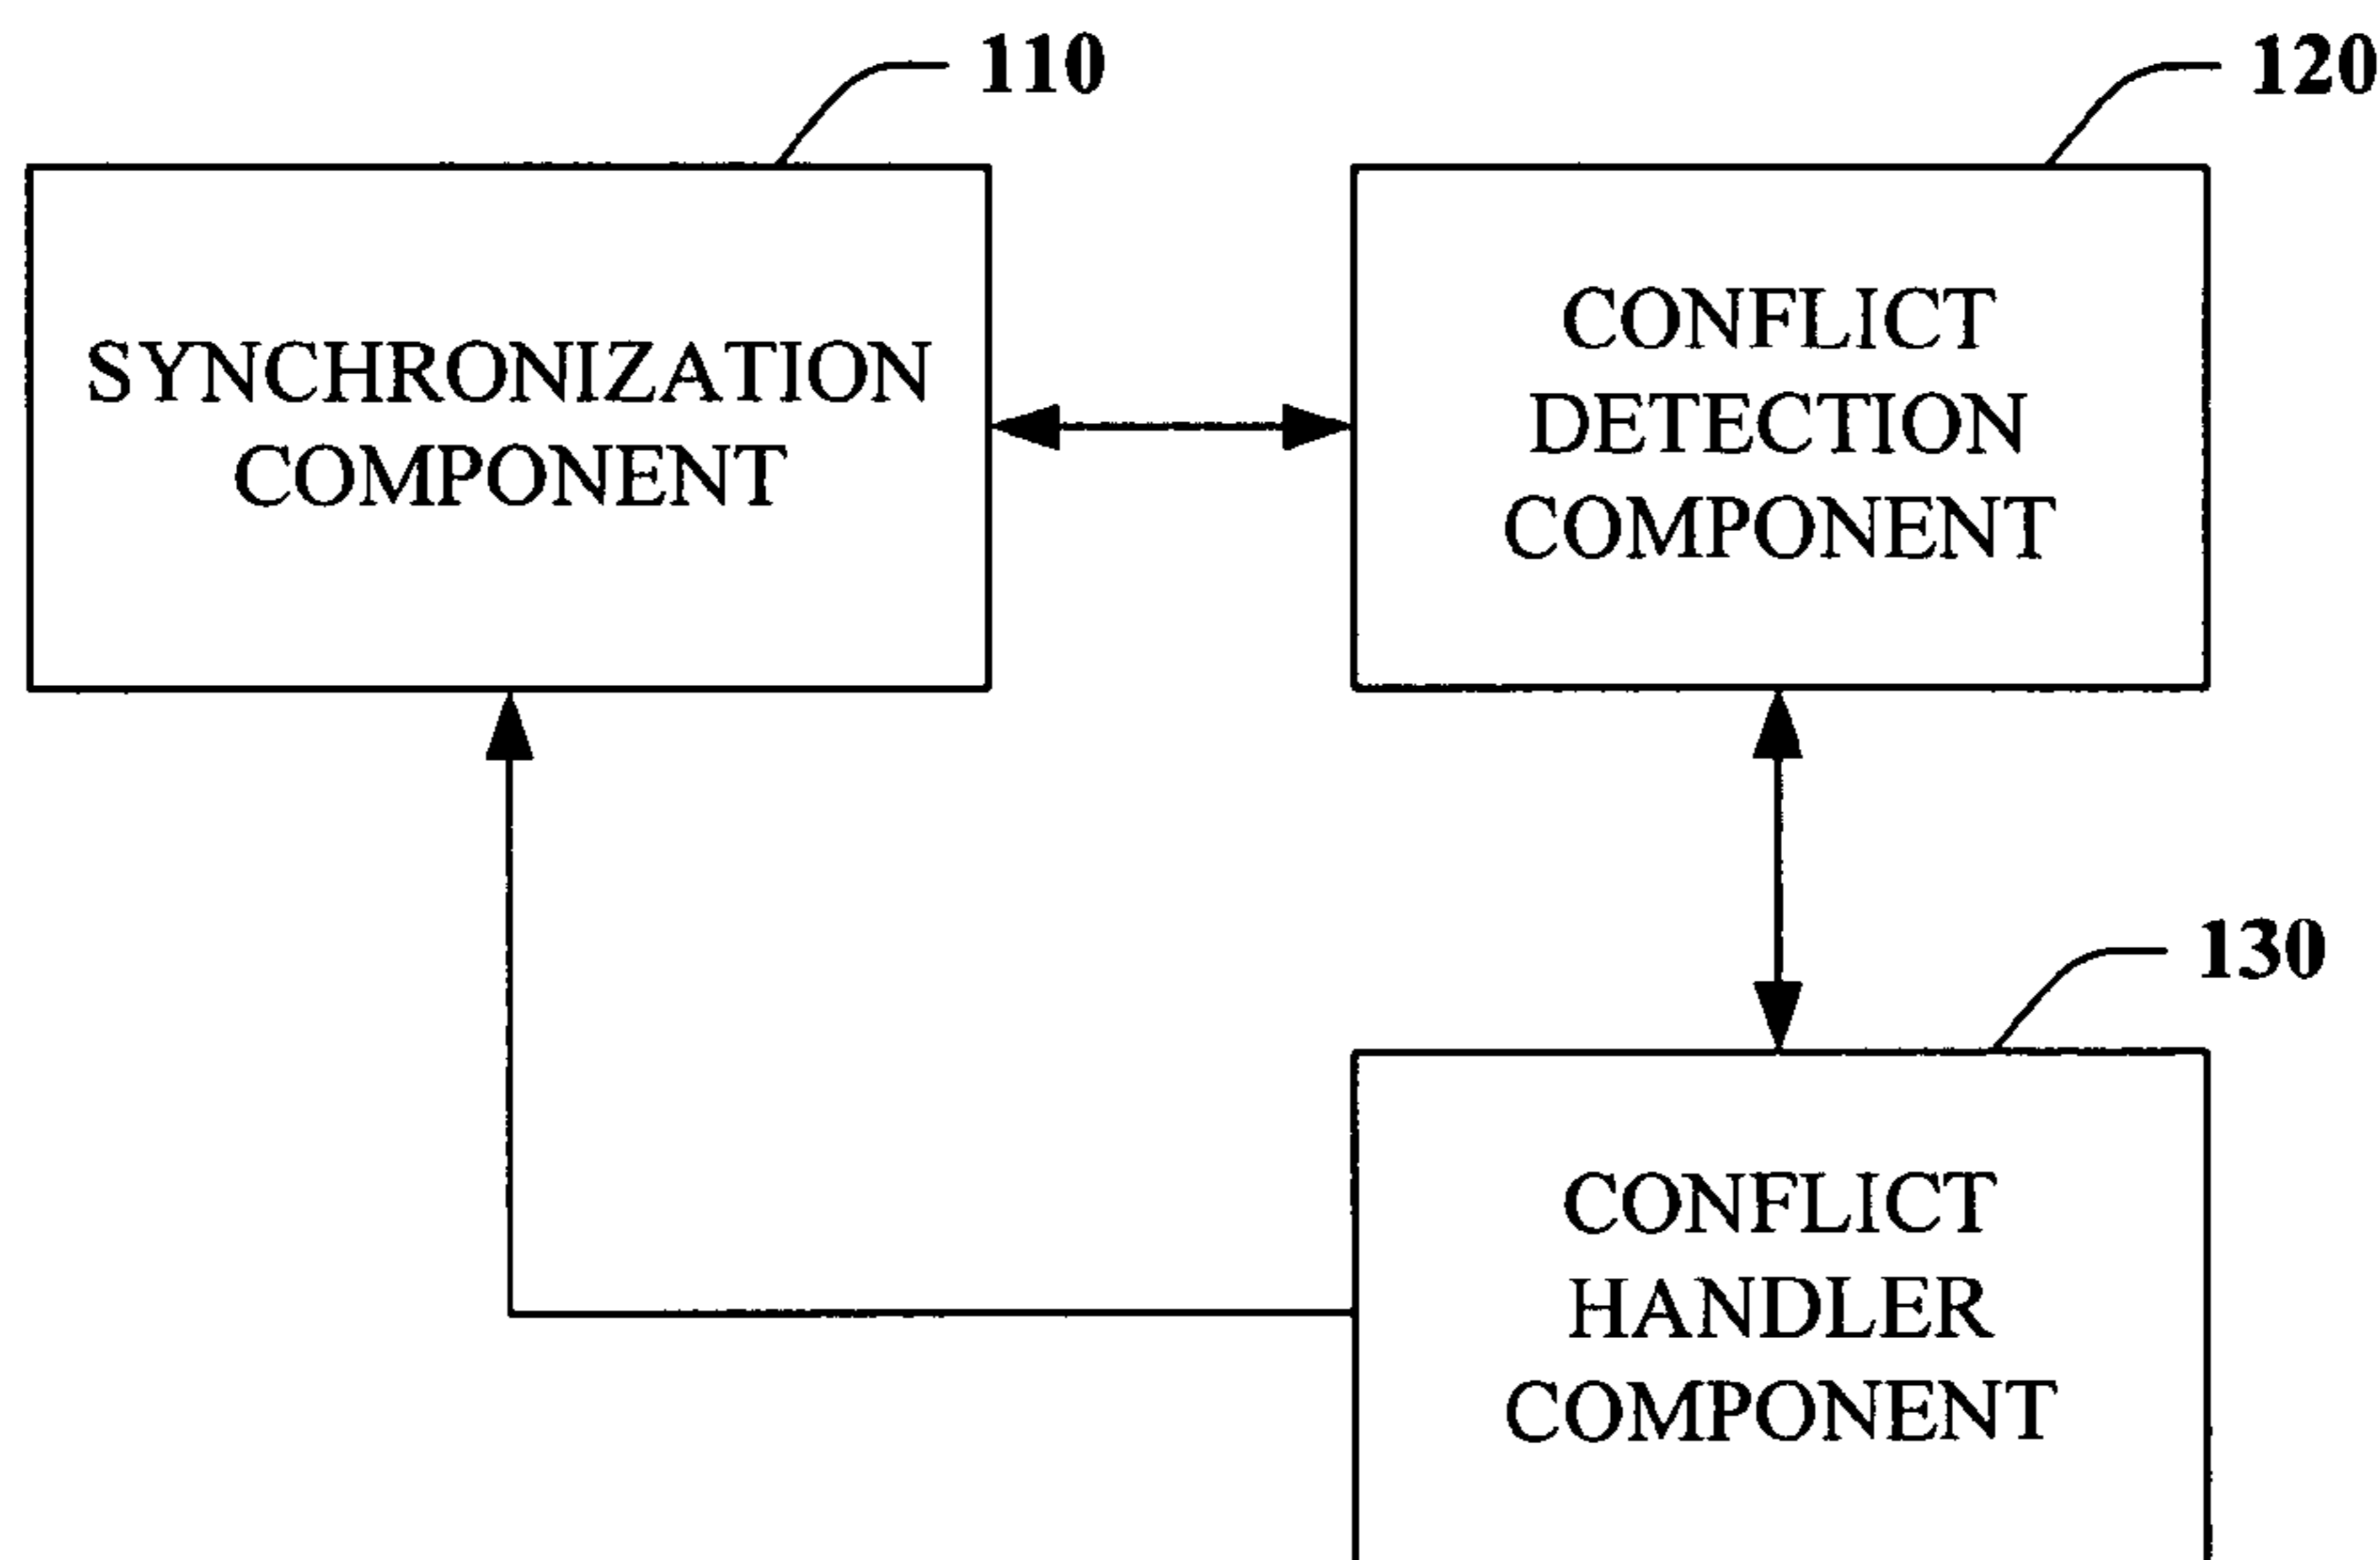 110
120
SYNCHRONIZATION
COMPONENT
CONFLICT
DETECTION
COMPONENT
130
CONFLICT
HANDLER
COMPONENT